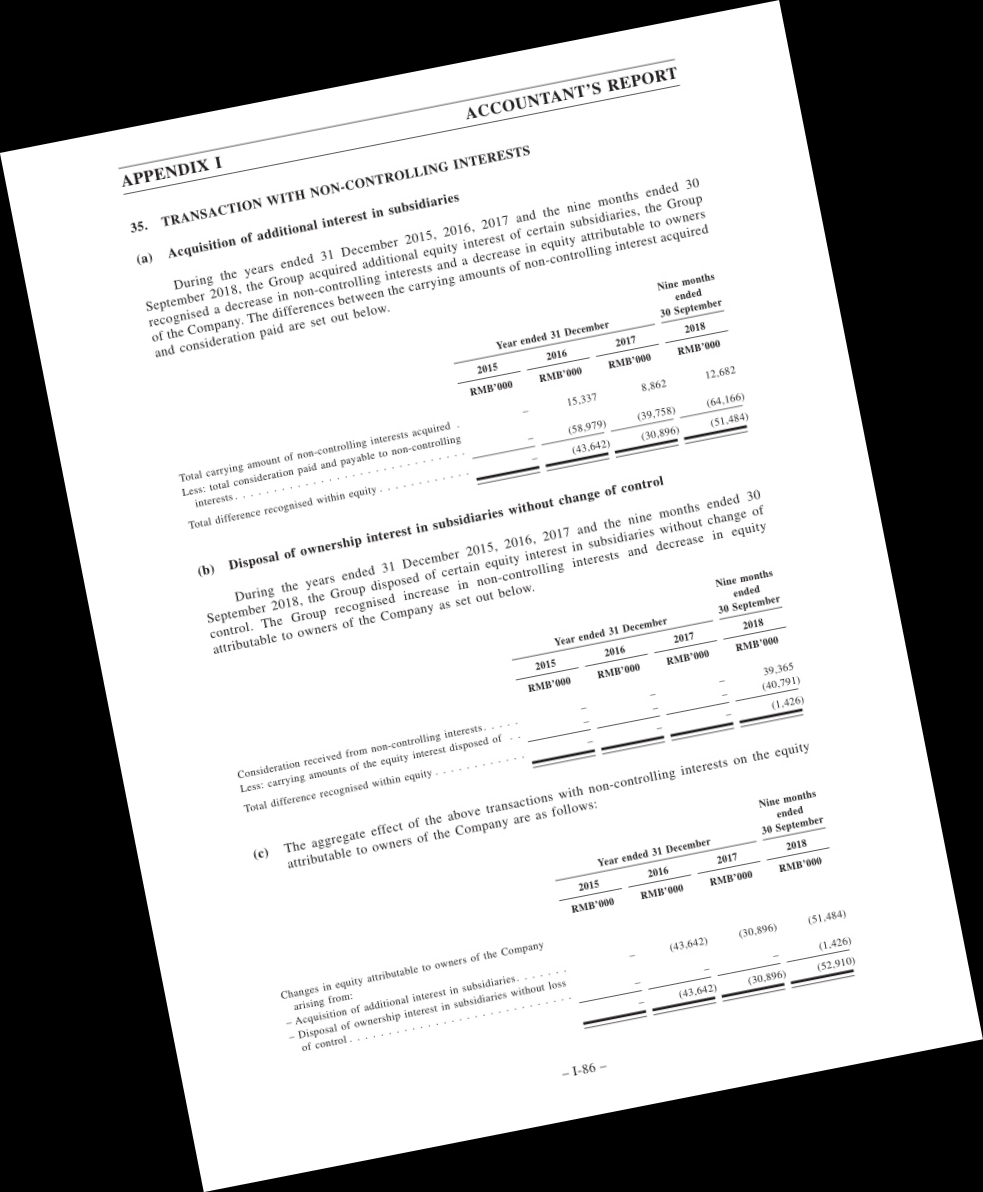 APPENDIX I ACCOUNTANT'S REPORT
35. TRANSACTION WITH NON-CONTROLLING INTERESTS
(a) Acquisition of additional interest in subsidiaries
During the years ended 31 December 2015, 2016, 2017 and the nine months ended 30
September 2018, the Group acquired additional equity interest of certain subsidiaries, the Group
recognised a decrease in non-controlling interests and a decrease in equity attributable to owners
of the Company. The differences between the carrying amounts of non-controlling interest acquired
and consideration paid are set out below.
Nine months
ended
Year ended 31 December 30 September
2015 2016 2017 2018
RMB'000 RMB'000 RMB'000 RMB'000
Total carrying amount of non-controlling interests acquired . – 15,337 8,862 12,682
Less: total consideration paid and payable to non-controlling
interests . . . . . . . . . . . . . . . . . . . . . . . . . . . . – (58,979) (39,758) (64,166)
Total difference recognised within equity . . . . . . . . . . . . – (43,642) (30,896) (51,484)
(b) Disposal of ownership interest in subsidiaries without change of control
During the years ended 31 December 2015, 2016, 2017 and the nine months ended 30
September 2018, the Group disposed of certain equity interest in subsidiaries without change of
control. The Group recognised increase in non-controlling interests and decrease in equity
attributable to owners of the Company as set out below.
Nine months
ended
Year ended 31 December 30 September
2015 2016 2017 2018
RMB'000 RMB'000 RMB'000 RMB'000
Consideration received from non-controlling interests . . . . . – – – 39,365
Less: carrying amounts of the equity interest disposed of . . – – – (40,791)
Total difference recognised within equity . . . . . . . . . . . . – – – (1,426)
(c) The aggregate effect of the above transactions with non-controlling interests on the equity
attributable to owners of the Company are as follows:
Nine months
ended
Year ended 31 December 30 September
2015 2016 2017 2018
RMB'000 RMB'000 RMB'000 RMB'000
Changes in equity attributable to owners of the Company
arising from:
– Acquisition of additional interest in subsidiaries . . . . . . . – (43,642) (30,896) (51,484)
– Disposal of ownership interest in subsidiaries without loss
of control . . . . . . . . . . . . . . . . . . . . . . . . . . . . – – – (1,426)
– (43,642) (30,896) (52,910)
– I-86 –